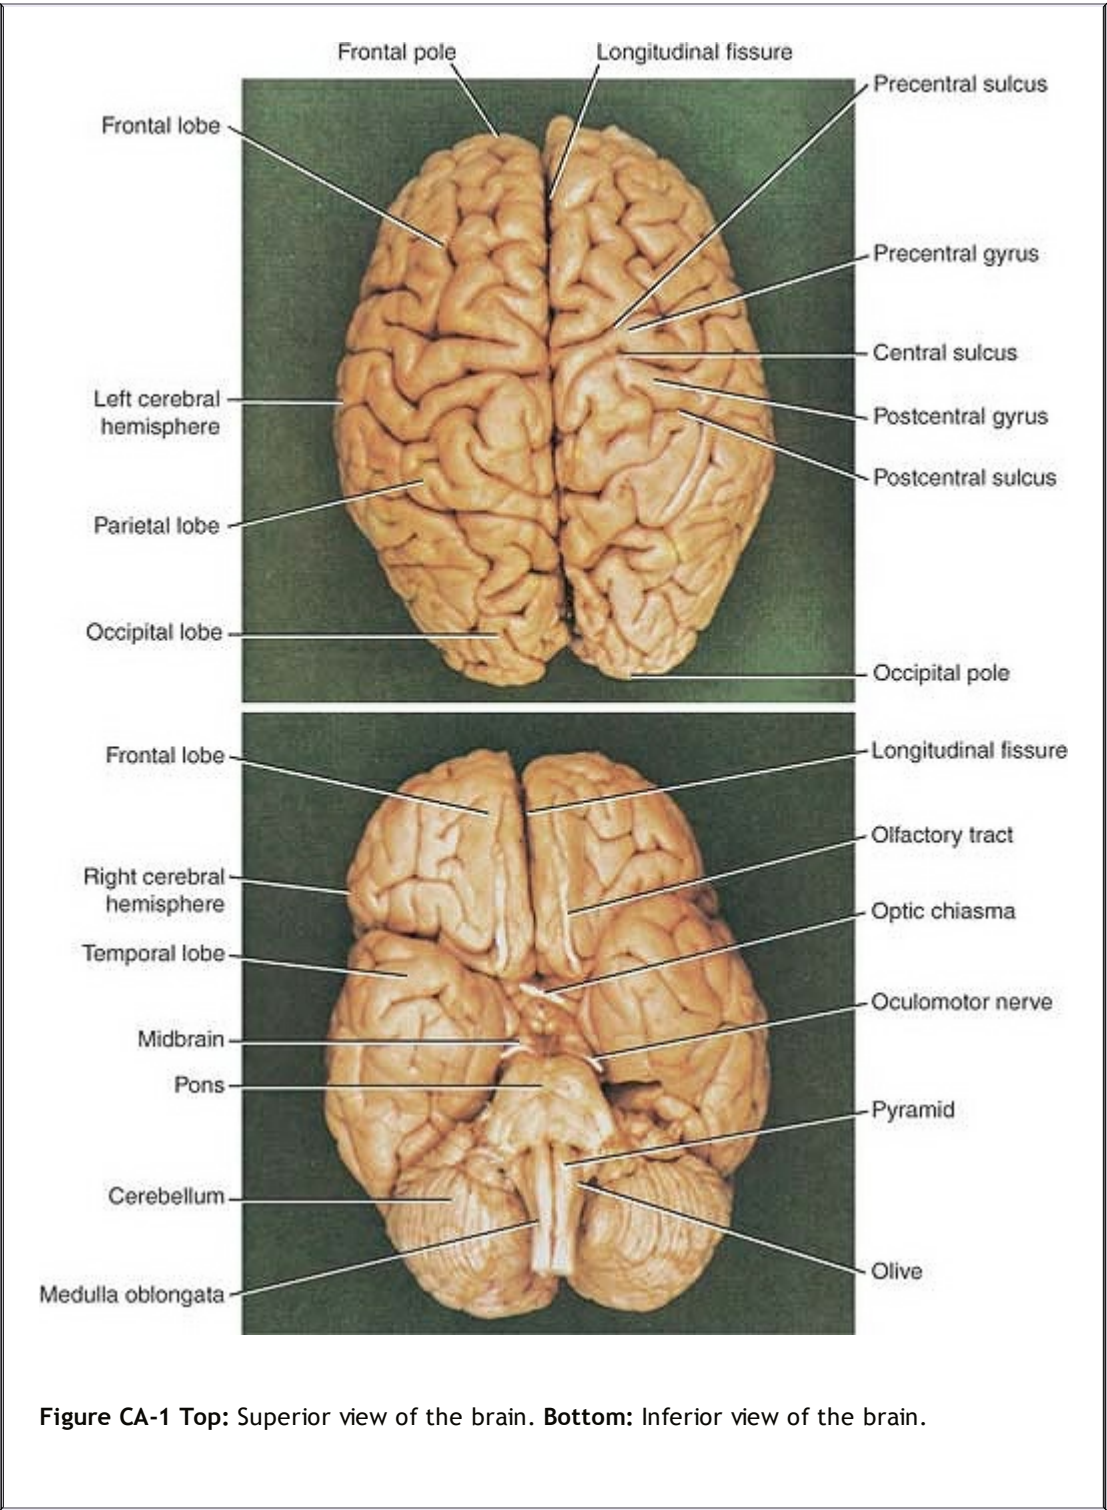 Frontal pole
Longitudinal fissure
Precentral sulcus
Frontal lobe
Precentral gyrus
Central sulcus
Left cerebral
hemisphere
Postcentral gyrus
Postcentral sulcus
Parietal lobe
Occipital lobe
Occipital pole
Frontal lobe
Longitudinal fissure
Olfactory tract
Right cerebral
hemisphere
Optic chiasma
Temporal lobe
Oculomotor nerve
Midbrain
Pons
Pyramid
Cerebellum
Olive
Medulla oblongata
Figure CA-1 Top: Superior view of the brain. Bottom: Inferior view of the brain.